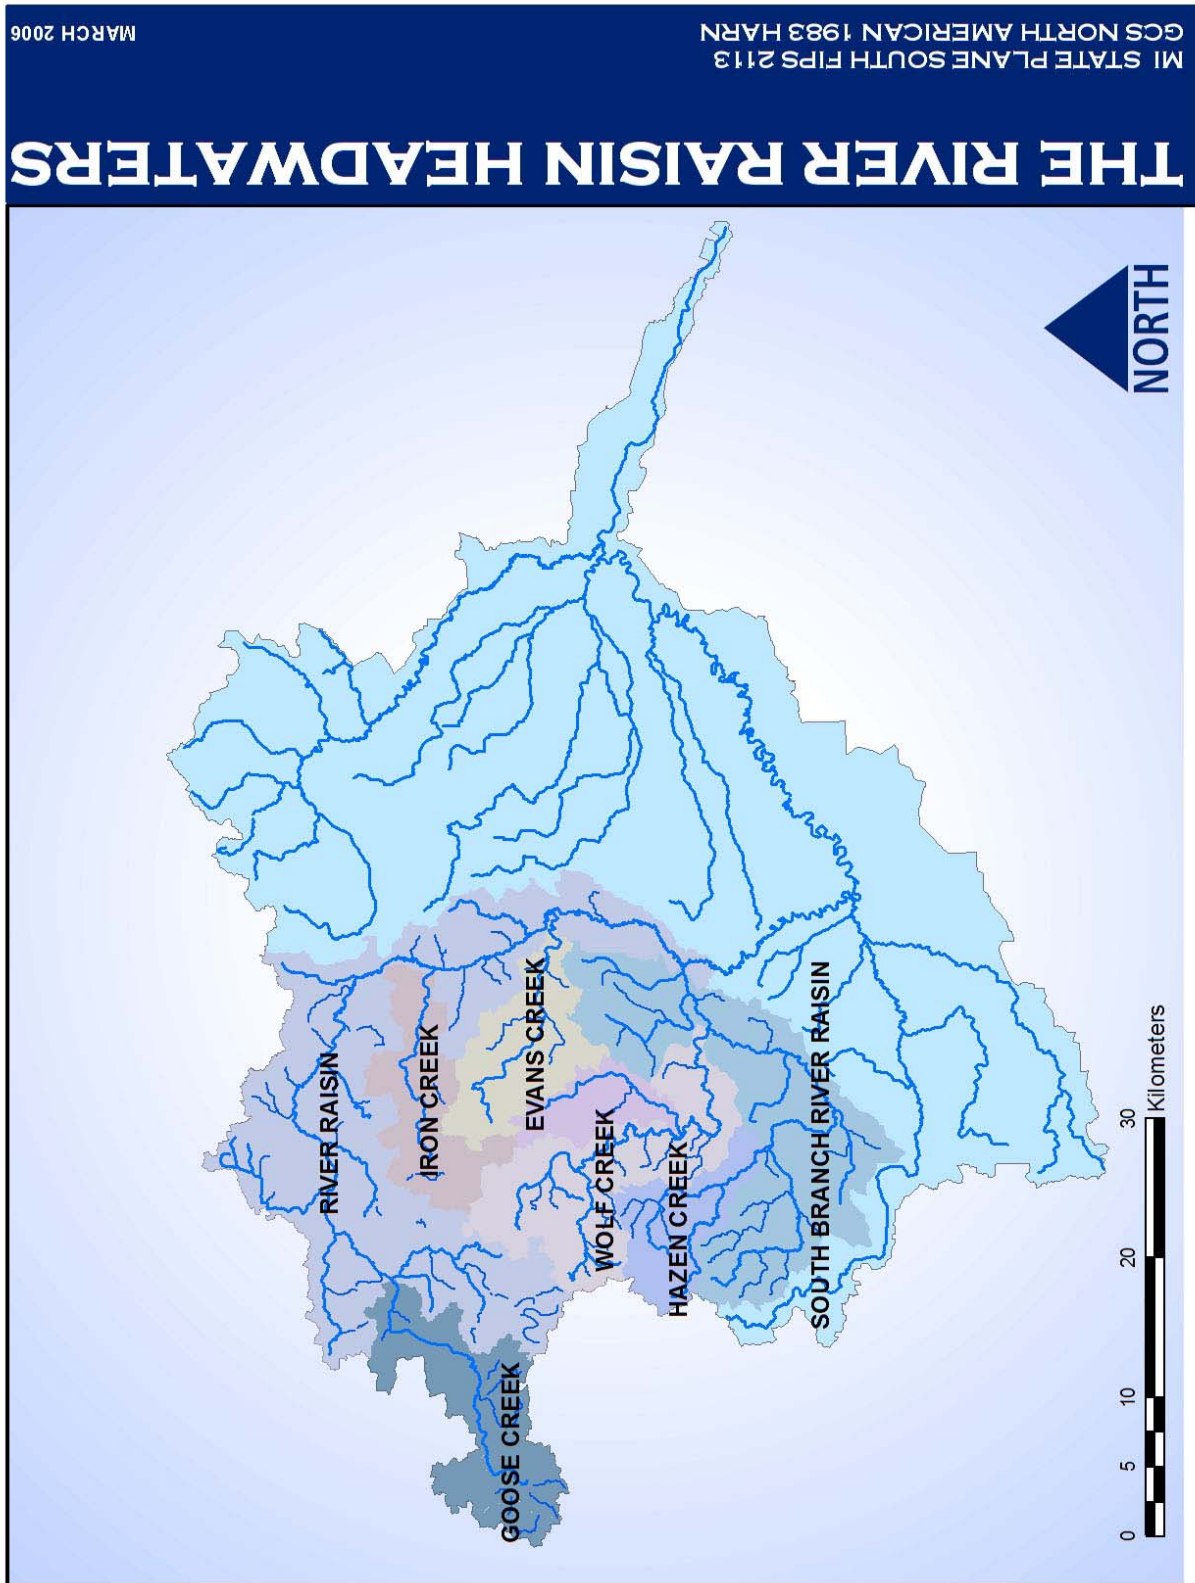 THE RIVER RAISIN HEADWATERS
MI STATE PLANE SOUTH FIPS 2113
GCS NORTH AMERICAN 1983 HARN
MARCH 2006
RIVER RAISIN
IRON CREEK
EVANS CREEK
GOOSE CREEK
WOLF CREEK
HAZEN CREEK
SOUTH BRANCH RIVER RAISIN
NORTH
0 5 10 20 30
Kilometers